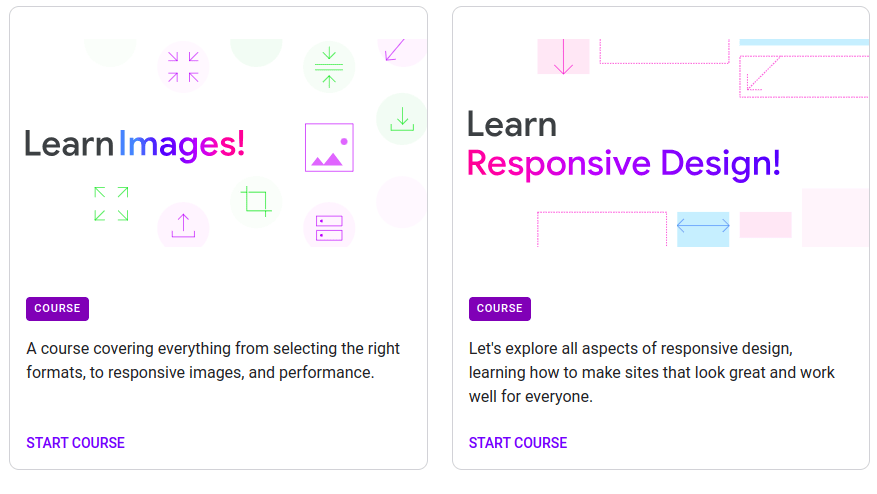 Learn Images!
COURSE
A course covering everything from selecting the right
formats, to responsive images, and performance.
START COURSE
Learn
Responsive Design!
COURSE
Let's explore all aspects of responsive design,
learning how to make sites that look great and work
well for everyone.
START COURSE